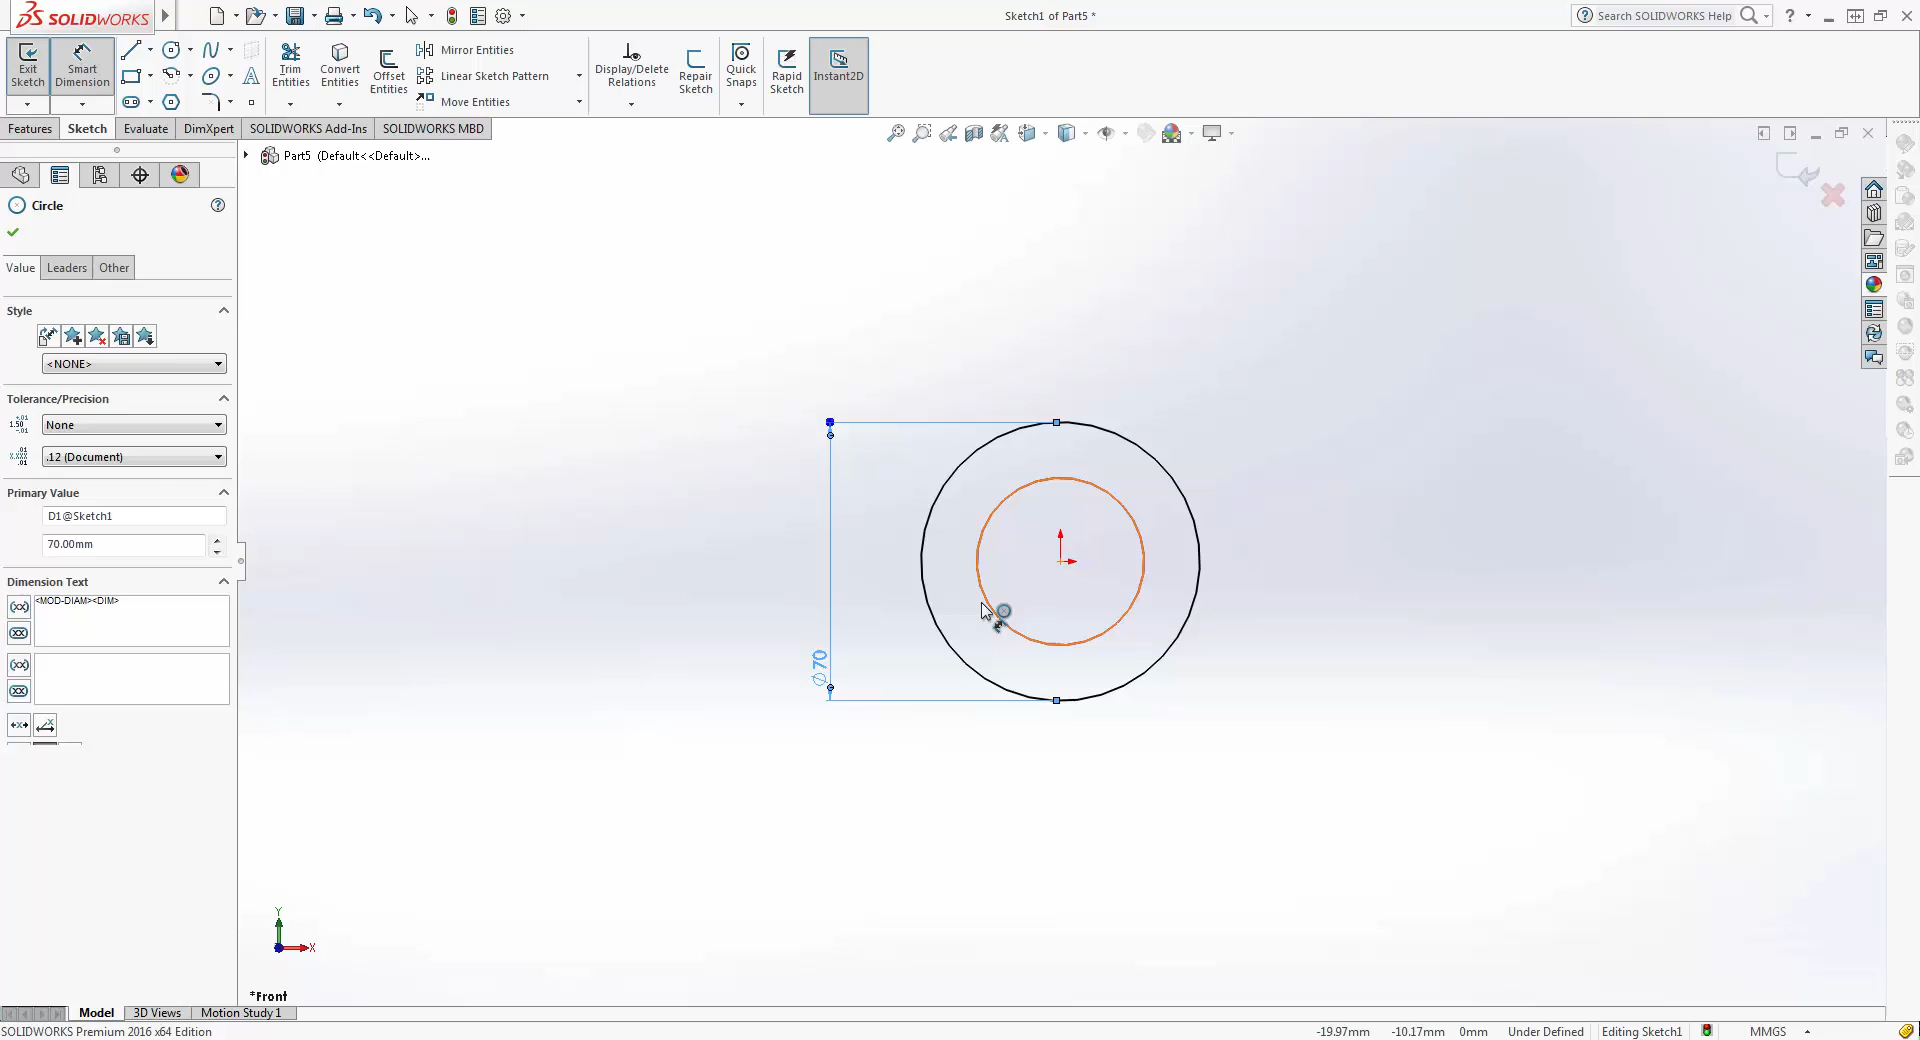 SOLIDWORKS
Sketch1 of Part5 *
Search SOLIDWORKS Help
Exit Sketch
Smart Dimension
Trim Entities
Convert Entities
Offset Entities
Mirror Entities
Linear Sketch Pattern
Move Entities
Display/Delete Relations
Repair Sketch
Quick Snaps
Rapid Sketch
Instant2D
Features
Sketch
Evaluate
DimXpert
SOLIDWORKS Add-Ins
SOLIDWORKS MBD
Part5 (Default<<Default>...
Circle
Value
Leaders
Other
Style
<NONE>
Tolerance/Precision
None
.12 (Document)
Primary Value
D1@Sketch1
70.00mm
Dimension Text
<MOD-DIAM><DIM>
∅70
Y
X
*Front
Model
3D Views
Motion Study 1
SOLIDWORKS Premium 2016 x64 Edition
-19.97mm
-10.17mm
0mm
Under Defined
Editing Sketch1
MMGS